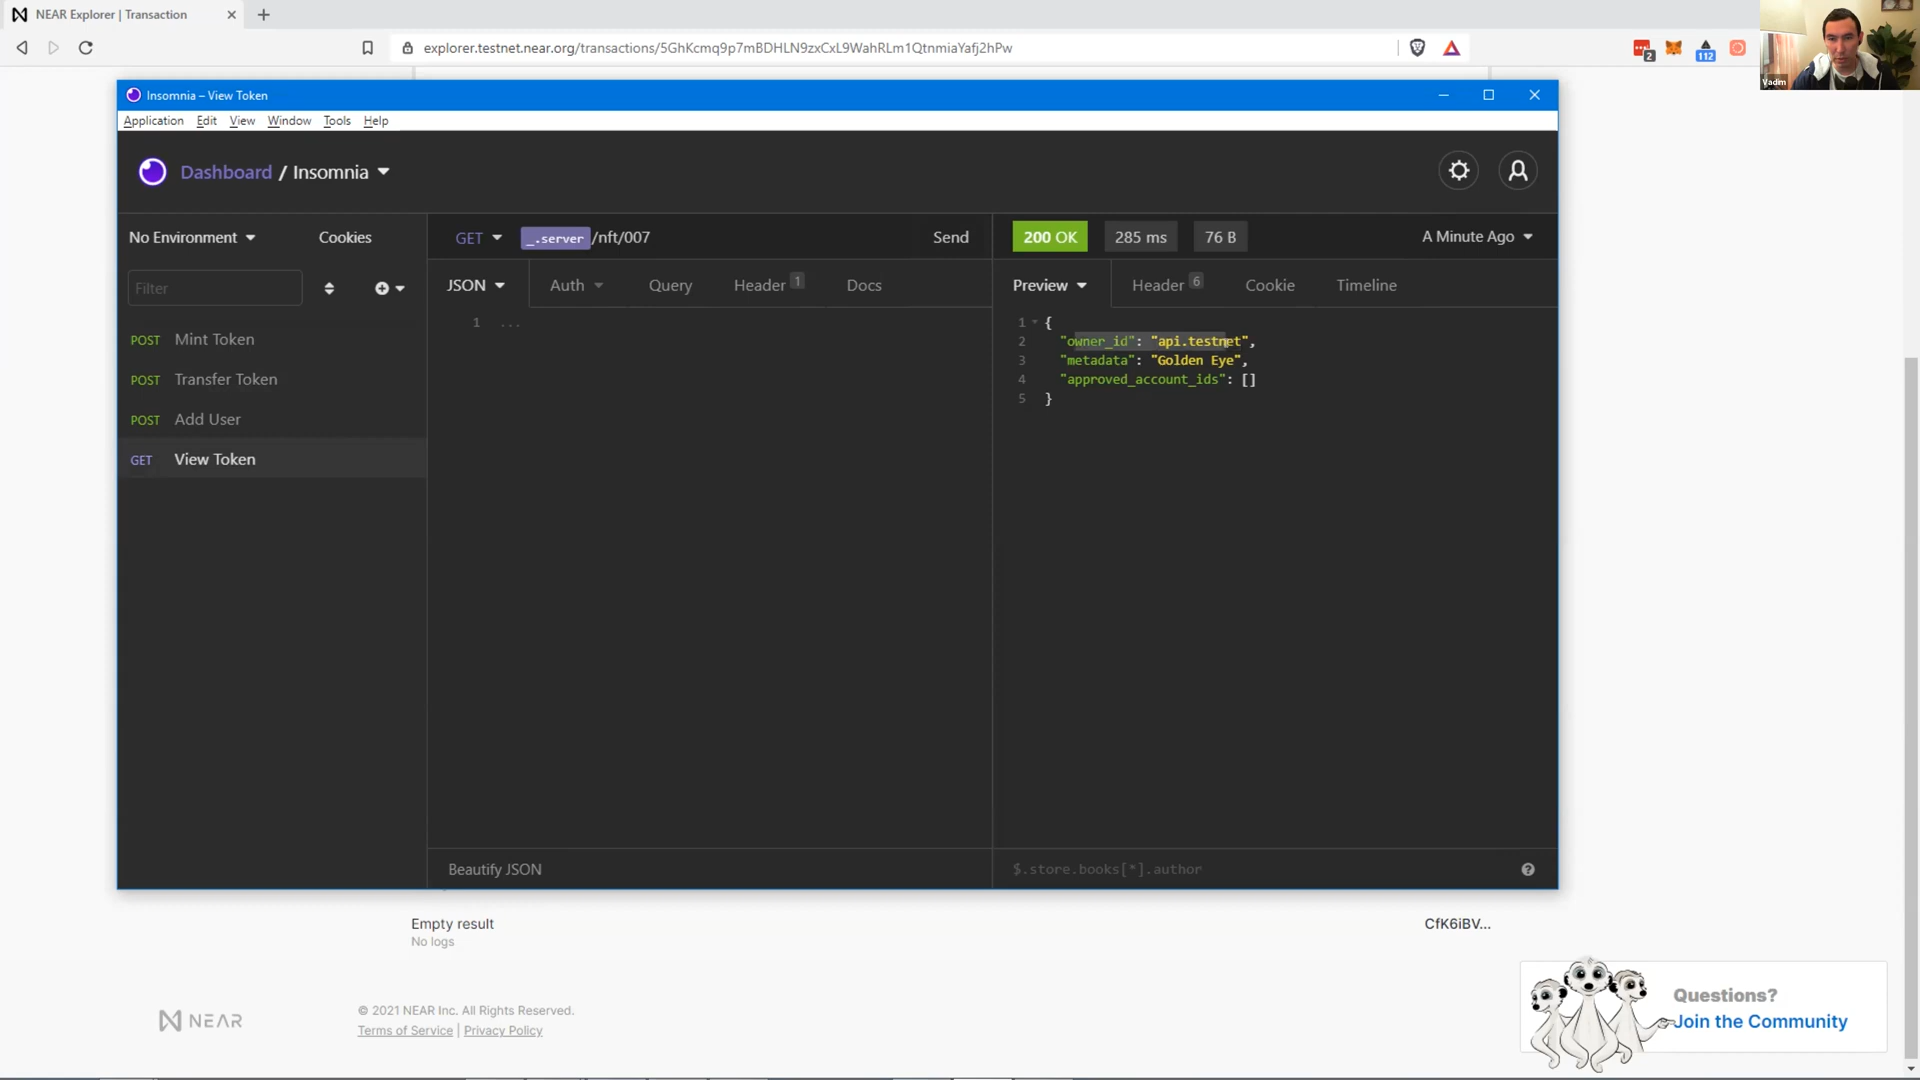 NEAR Explorer | Transaction
explorer.testnet.near.org/transactions/5GhKcmq9p7mBDHLN9zxCxL9WahRLm1QtnmiaYafj2hPw
2
112
Vadim
Insomnia – View Token
Application Edit View Window Tools Help
Dashboard / Insomnia
No Environment Cookies
GET _.server /nft/007 Send
200 OK 285 ms 76 B A Minute Ago
Filter
JSON Auth Query Header 1 Docs
Preview Header 6 Cookie Timeline
POST Mint Token
POST Transfer Token
POST Add User
GET View Token
1 ...
1 {
2 "owner_id": "api.testnet",
3 "metadata": "Golden Eye",
4 "approved_account_ids": []
5 }
Beautify JSON
$.store.books[*].author
Empty result
No logs
CfK6iBV...
NEAR
© 2021 NEAR Inc. All Rights Reserved.
Terms of Service | Privacy Policy
Questions?
Join the Community